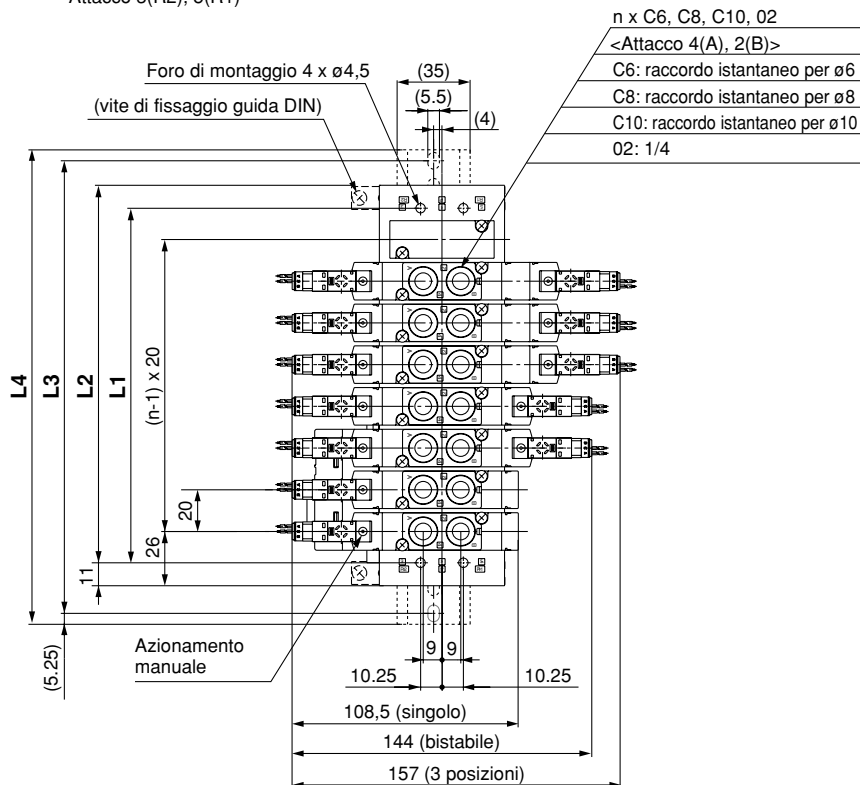 Attacco 5(R2), 3(R1)
n x C6, C8, C10, 02
<Attacco 4(A), 2(B)>
C6: raccordo istantaneo per ø6
C8: raccordo istantaneo per ø8
C10: raccordo istantaneo per ø10
02: 1/4
Foro di montaggio 4 x ø4,5
(vite di fissaggio guida DIN)
(35)
(5.5)
(4)
L4
L3
L2
L1
(n-1) x 20
20
26
11
(5.25)
Azionamento
manuale
9
9
10.25
10.25
108,5 (singolo)
144 (bistabile)
157 (3 posizioni)